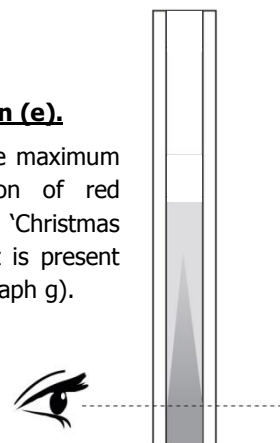 n (e).
e maximum
on of red
‘Christmas
t is present
aph g).